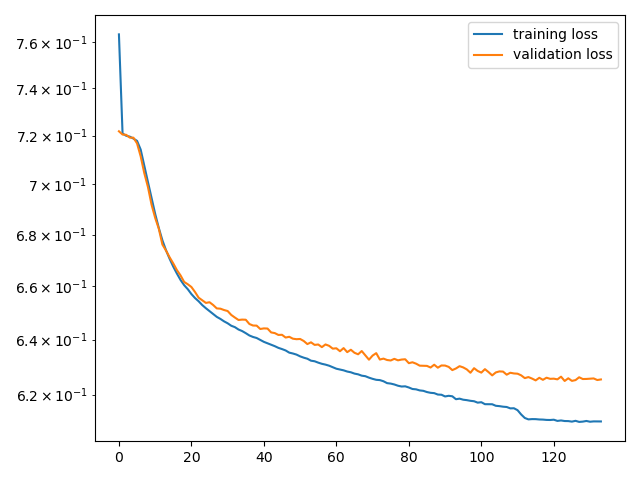 training loss
validation loss
7.6 × 10⁻¹
7.4 × 10⁻¹
7.2 × 10⁻¹
7 × 10⁻¹
6.8 × 10⁻¹
6.6 × 10⁻¹
6.4 × 10⁻¹
6.2 × 10⁻¹
0 20 40 60 80 100 120